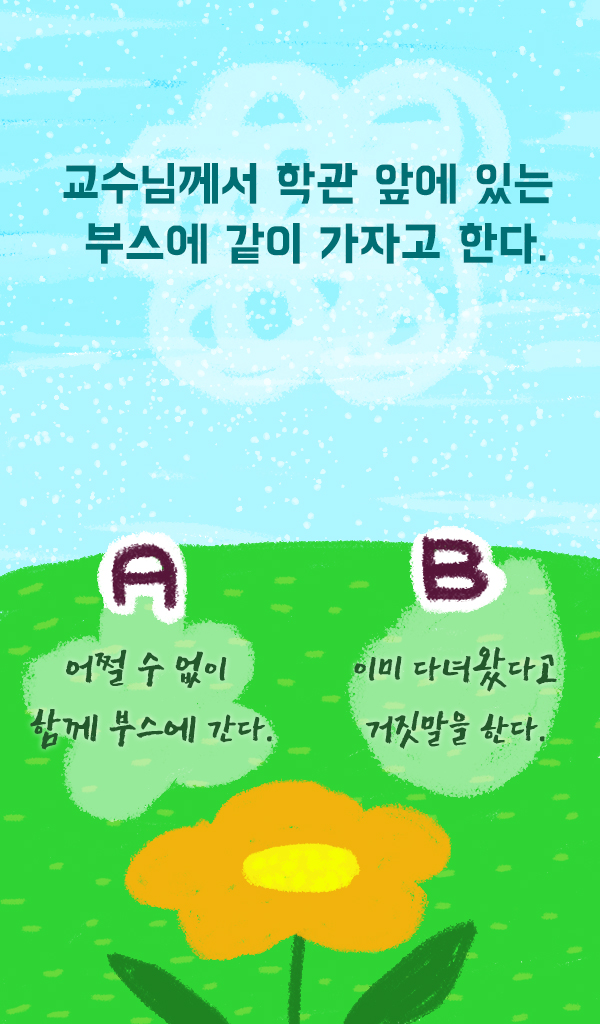 교수님께서 학관 앞에 있는
부스에 같이 가자고 한다.
A
어쩔 수 없이
함께 부스에 간다.
B
이미 다녀왔다고
거짓말을 한다.